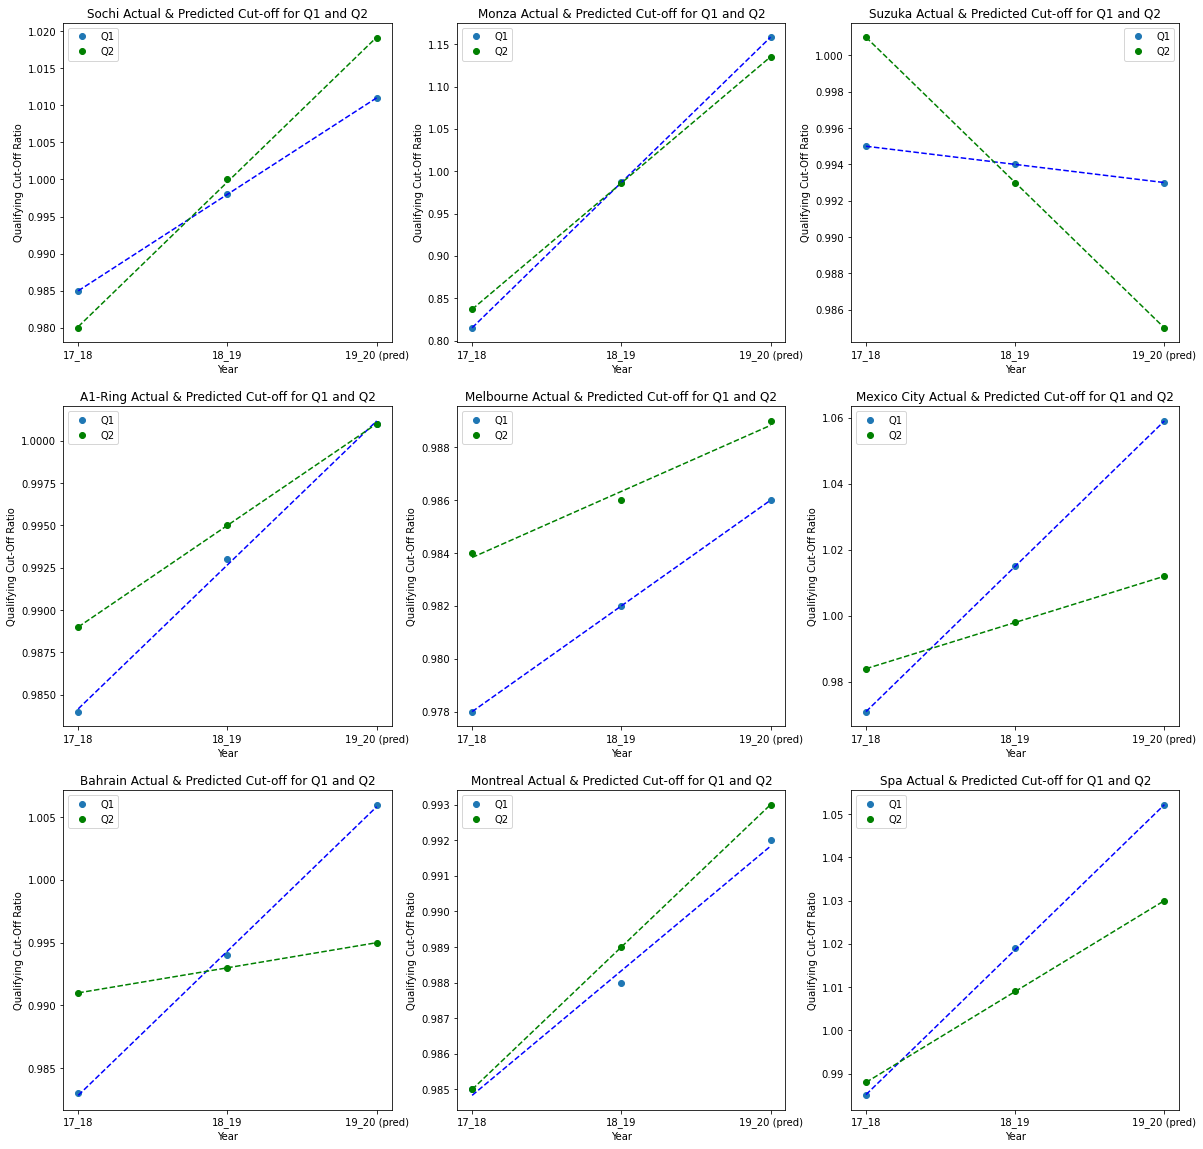 Sochi Actual & Predicted Cut-off for Q1 and Q2
Q1
Q2
1.020
1.015
1.010
1.005
1.000
0.995
0.990
0.985
0.980
Qualifying Cut-Off Ratio
17_18 18_19 19_20 (pred)
Year
Monza Actual & Predicted Cut-off for Q1 and Q2
Q1
Q2
1.15
1.10
1.05
1.00
0.95
0.90
0.85
0.80
Qualifying Cut-Off Ratio
17_18 18_19 19_20 (pred)
Year
Suzuka Actual & Predicted Cut-off for Q1 and Q2
Q1
Q2
1.000
0.998
0.996
0.994
0.992
0.990
0.988
0.986
Qualifying Cut-Off Ratio
17_18 18_19 19_20 (pred)
Year
A1-Ring Actual & Predicted Cut-off for Q1 and Q2
Q1
Q2
1.0000
0.9975
0.9950
0.9925
0.9900
0.9875
0.9850
Qualifying Cut-Off Ratio
17_18 18_19 19_20 (pred)
Year
Melbourne Actual & Predicted Cut-off for Q1 and Q2
Q1
Q2
0.988
0.986
0.984
0.982
0.980
0.978
Qualifying Cut-Off Ratio
17_18 18_19 19_20 (pred)
Year
Mexico City Actual & Predicted Cut-off for Q1 and Q2
Q1
Q2
1.06
1.04
1.02
1.00
0.98
Qualifying Cut-Off Ratio
17_18 18_19 19_20 (pred)
Year
Bahrain Actual & Predicted Cut-off for Q1 and Q2
Q1
Q2
1.005
1.000
0.995
0.990
0.985
Qualifying Cut-Off Ratio
17_18 18_19 19_20 (pred)
Year
Montreal Actual & Predicted Cut-off for Q1 and Q2
Q1
Q2
0.993
0.992
0.991
0.990
0.989
0.988
0.987
0.986
0.985
Qualifying Cut-Off Ratio
17_18 18_19 19_20 (pred)
Year
Spa Actual & Predicted Cut-off for Q1 and Q2
Q1
Q2
1.05
1.04
1.03
1.02
1.01
1.00
0.99
Qualifying Cut-Off Ratio
17_18 18_19 19_20 (pred)
Year